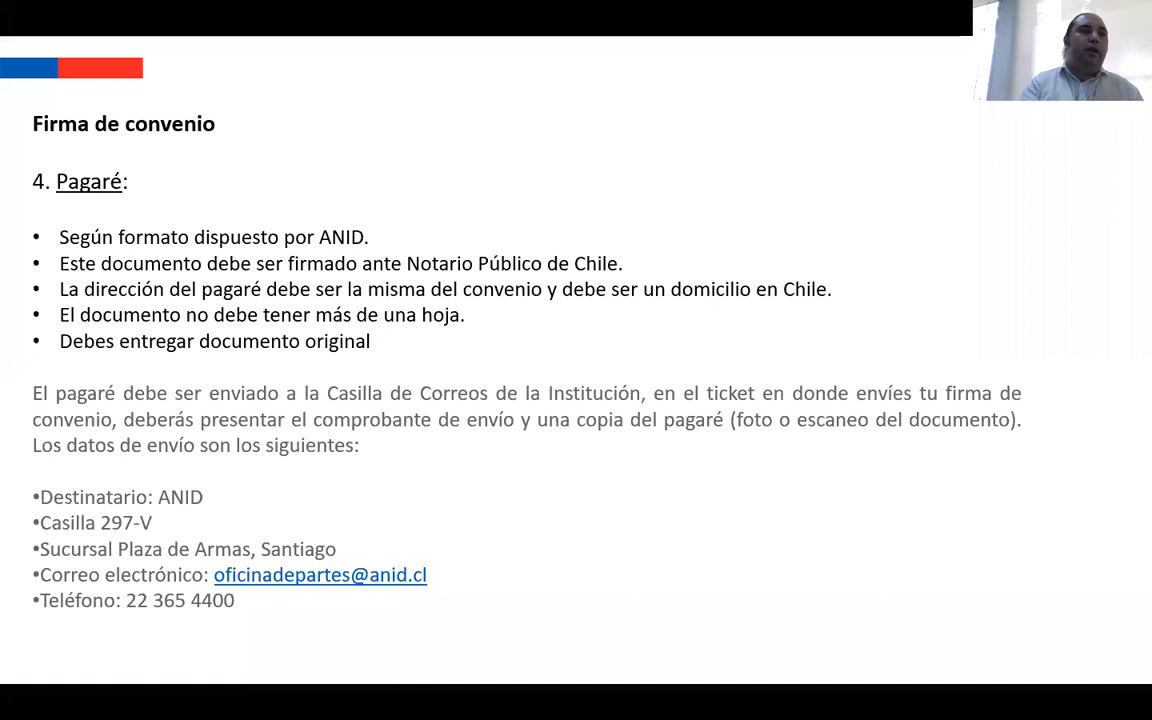 Firma de convenio
4. Pagaré:
• Según formato dispuesto por ANID.
• Este documento debe ser firmado ante Notario Público de Chile.
• La dirección del pagaré debe ser la misma del convenio y debe ser un domicilio en Chile.
• El documento no debe tener más de una hoja.
• Debes entregar documento original
El pagaré debe ser enviado a la Casilla de Correos de la Institución, en el ticket en donde envíes tu firma de
convenio, deberás presentar el comprobante de envío y una copia del pagaré (foto o escaneo del documento).
Los datos de envío son los siguientes:
•Destinatario: ANID
•Casilla 297-V
•Sucursal Plaza de Armas, Santiago
•Correo electrónico: oficinadepartes@anid.cl
•Teléfono: 22 365 4400